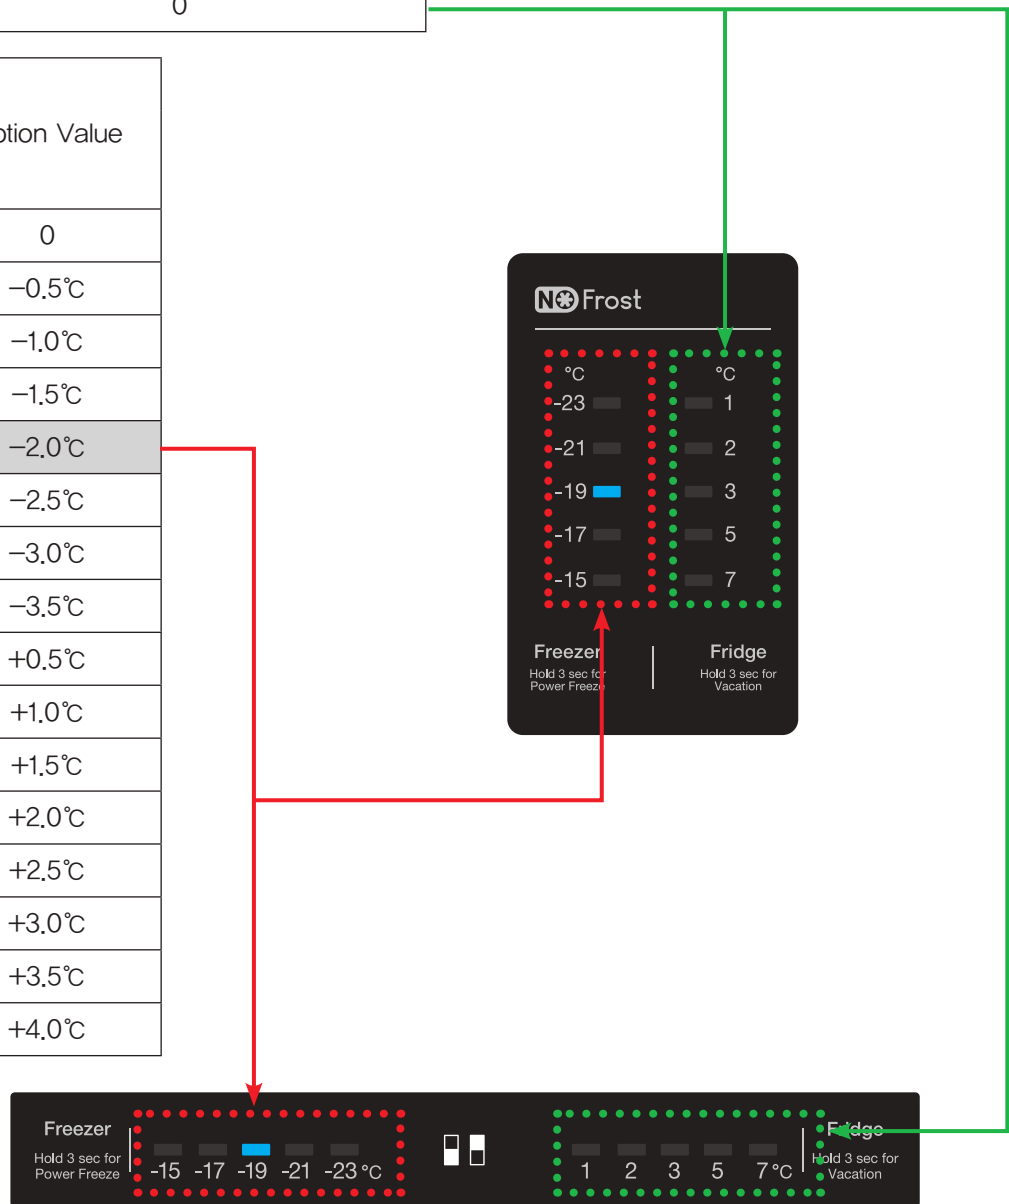 0
otion Value
0
−0.5℃
−1.0℃
−1.5℃
−2.0℃
−2.5℃
−3.0℃
−3.5℃
+0.5℃
+1.0℃
+1.5℃
+2.0℃
+2.5℃
+3.0℃
+3.5℃
+4.0℃
NO Frost
°C °C
-23 1
-21 2
-19 3
-17 5
-15 7
Freezer Fridge
Hold 3 sec for Hold 3 sec for
Power Freeze Vacation
Freezer Fridge
Hold 3 sec for Hold 3 sec for
Power Freeze -15 -17 -19 -21 -23 °C 1 2 3 5 7 °C Vacation